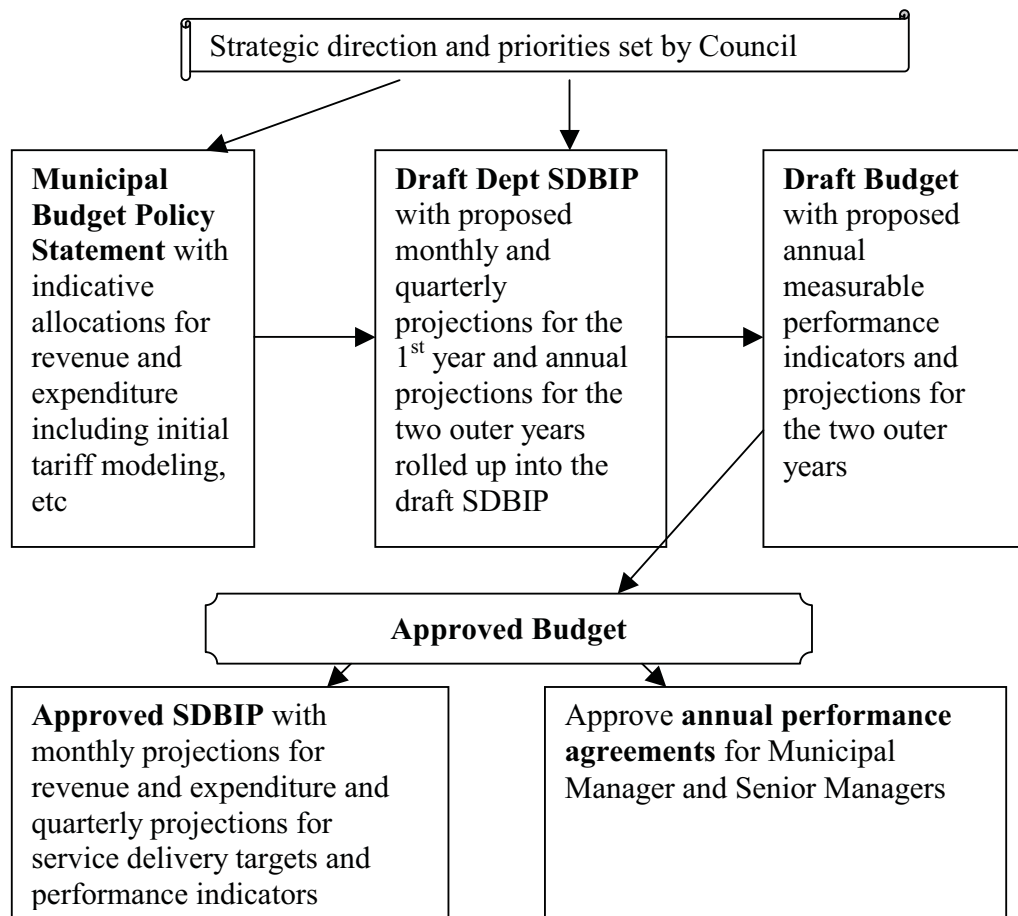 Strategic direction and priorities set by Council
Municipal
Budget Policy
Statement with
indicative
allocations for
revenue and
expenditure
including initial
tariff modeling,
etc
Draft Dept SDBIP
with proposed
monthly and
quarterly
projections for the
1st year and annual
projections for the
two outer years
rolled up into the
draft SDBIP
Draft Budget
with proposed
annual
measurable
performance
indicators and
projections for
the two outer
years
Approved Budget
Approved SDBIP with
monthly projections for
revenue and expenditure and
quarterly projections for
service delivery targets and
performance indicators
Approve annual performance
agreements for Municipal
Manager and Senior Managers